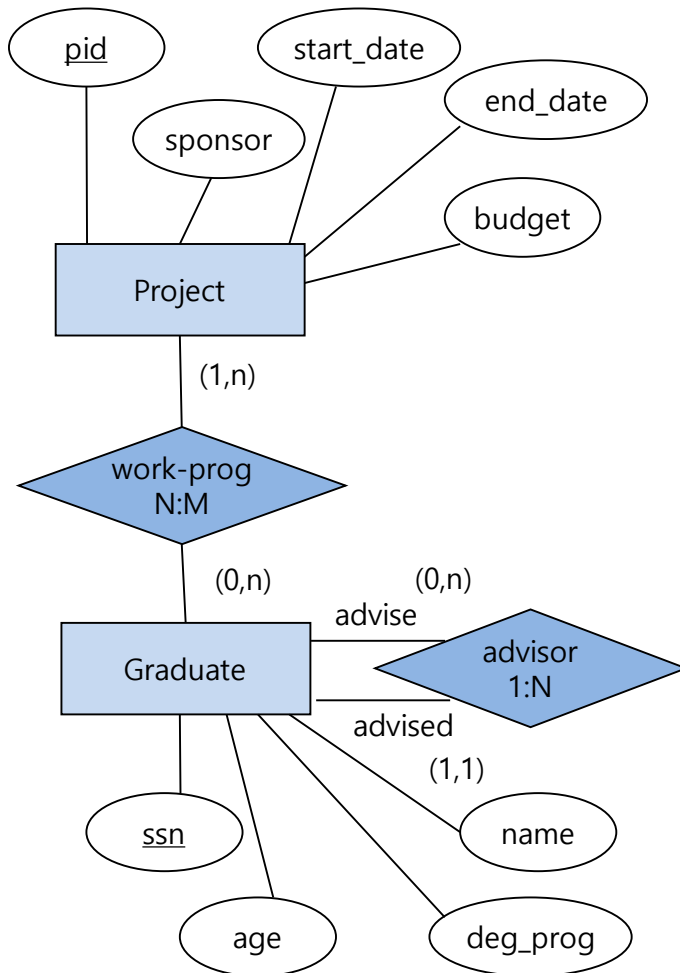 pid
start_date
end_date
sponsor
budget
Project
(1,n)
work-prog
N:M
(0,n)
(0,n)
advise
Graduate
advisor
1:N
advised
(1,1)
ssn
name
age
deg_prog